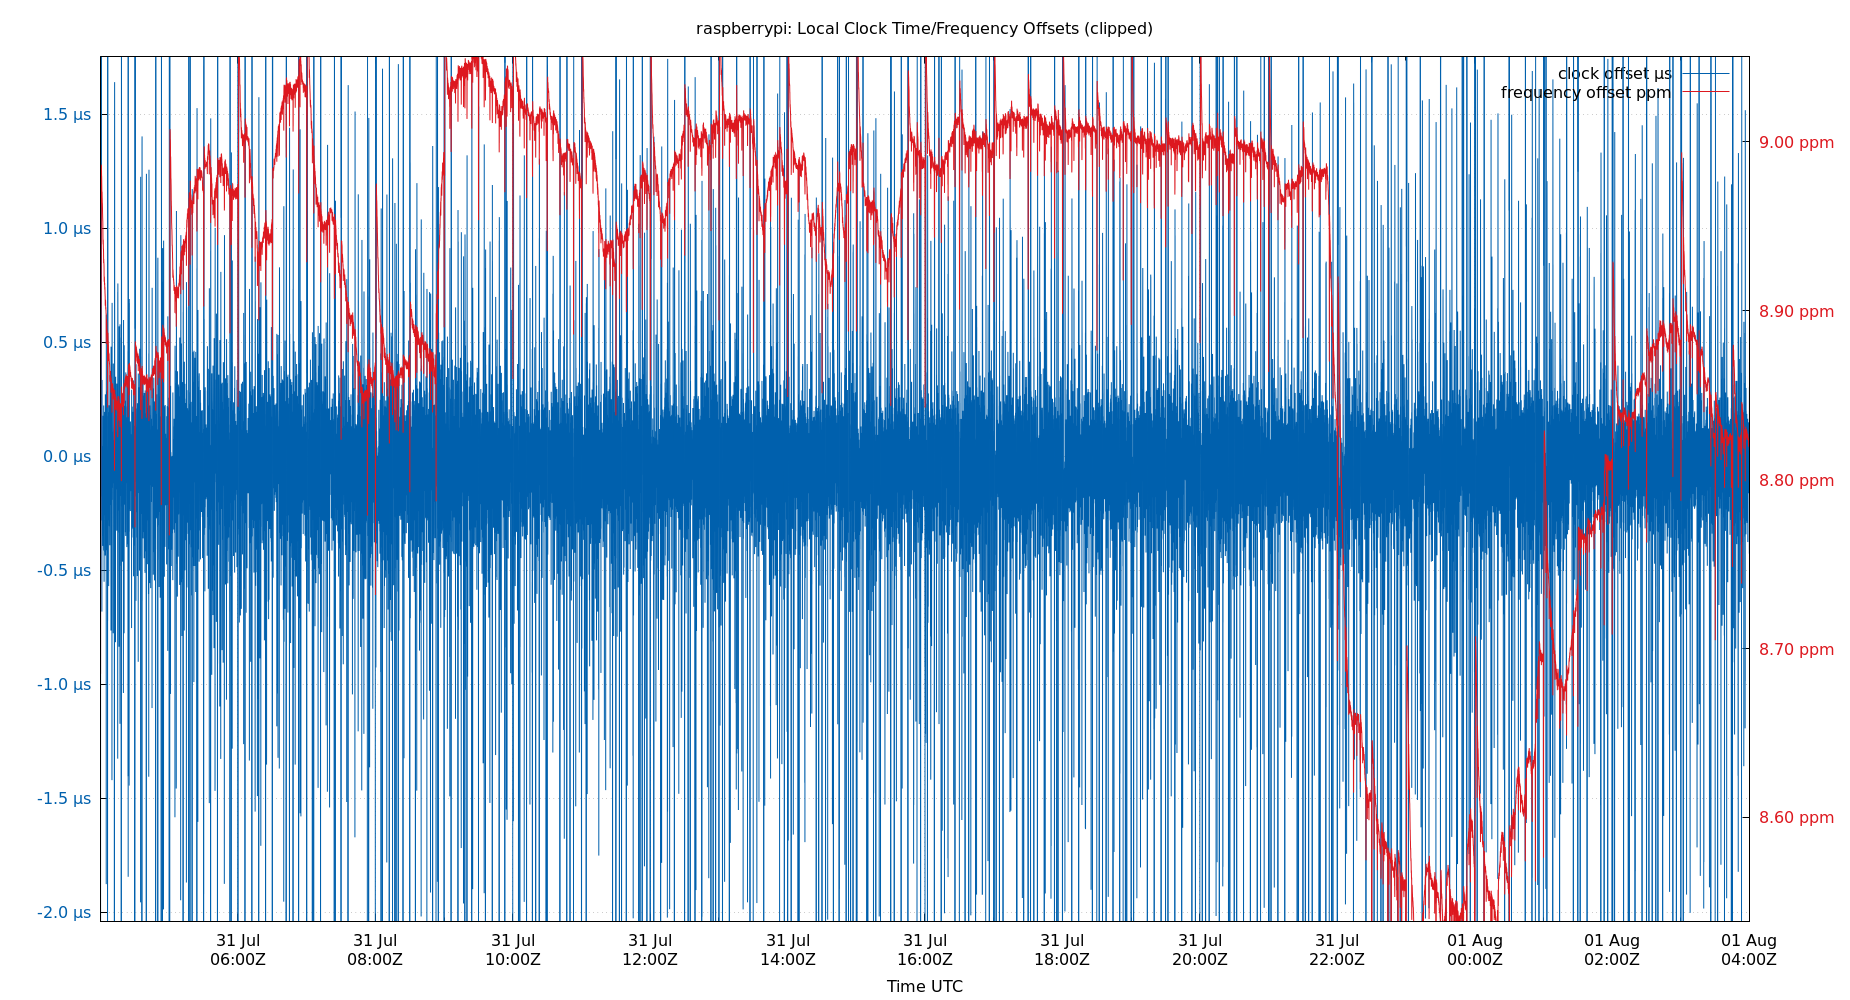 raspberrypi: Local Clock Time/Frequency Offsets (clipped)
clock offset µs
frequency offset ppm
1.5 µs
1.0 µs
0.5 µs
0.0 µs
-0.5 µs
-1.0 µs
-1.5 µs
-2.0 µs
9.00 ppm
8.90 ppm
8.80 ppm
8.70 ppm
8.60 ppm
31 Jul 31 Jul 31 Jul 31 Jul 31 Jul 31 Jul 31 Jul 31 Jul 31 Jul 01 Aug 01 Aug 01 Aug
06:00Z 08:00Z 10:00Z 12:00Z 14:00Z 16:00Z 18:00Z 20:00Z 22:00Z 00:00Z 02:00Z 04:00Z
Time UTC